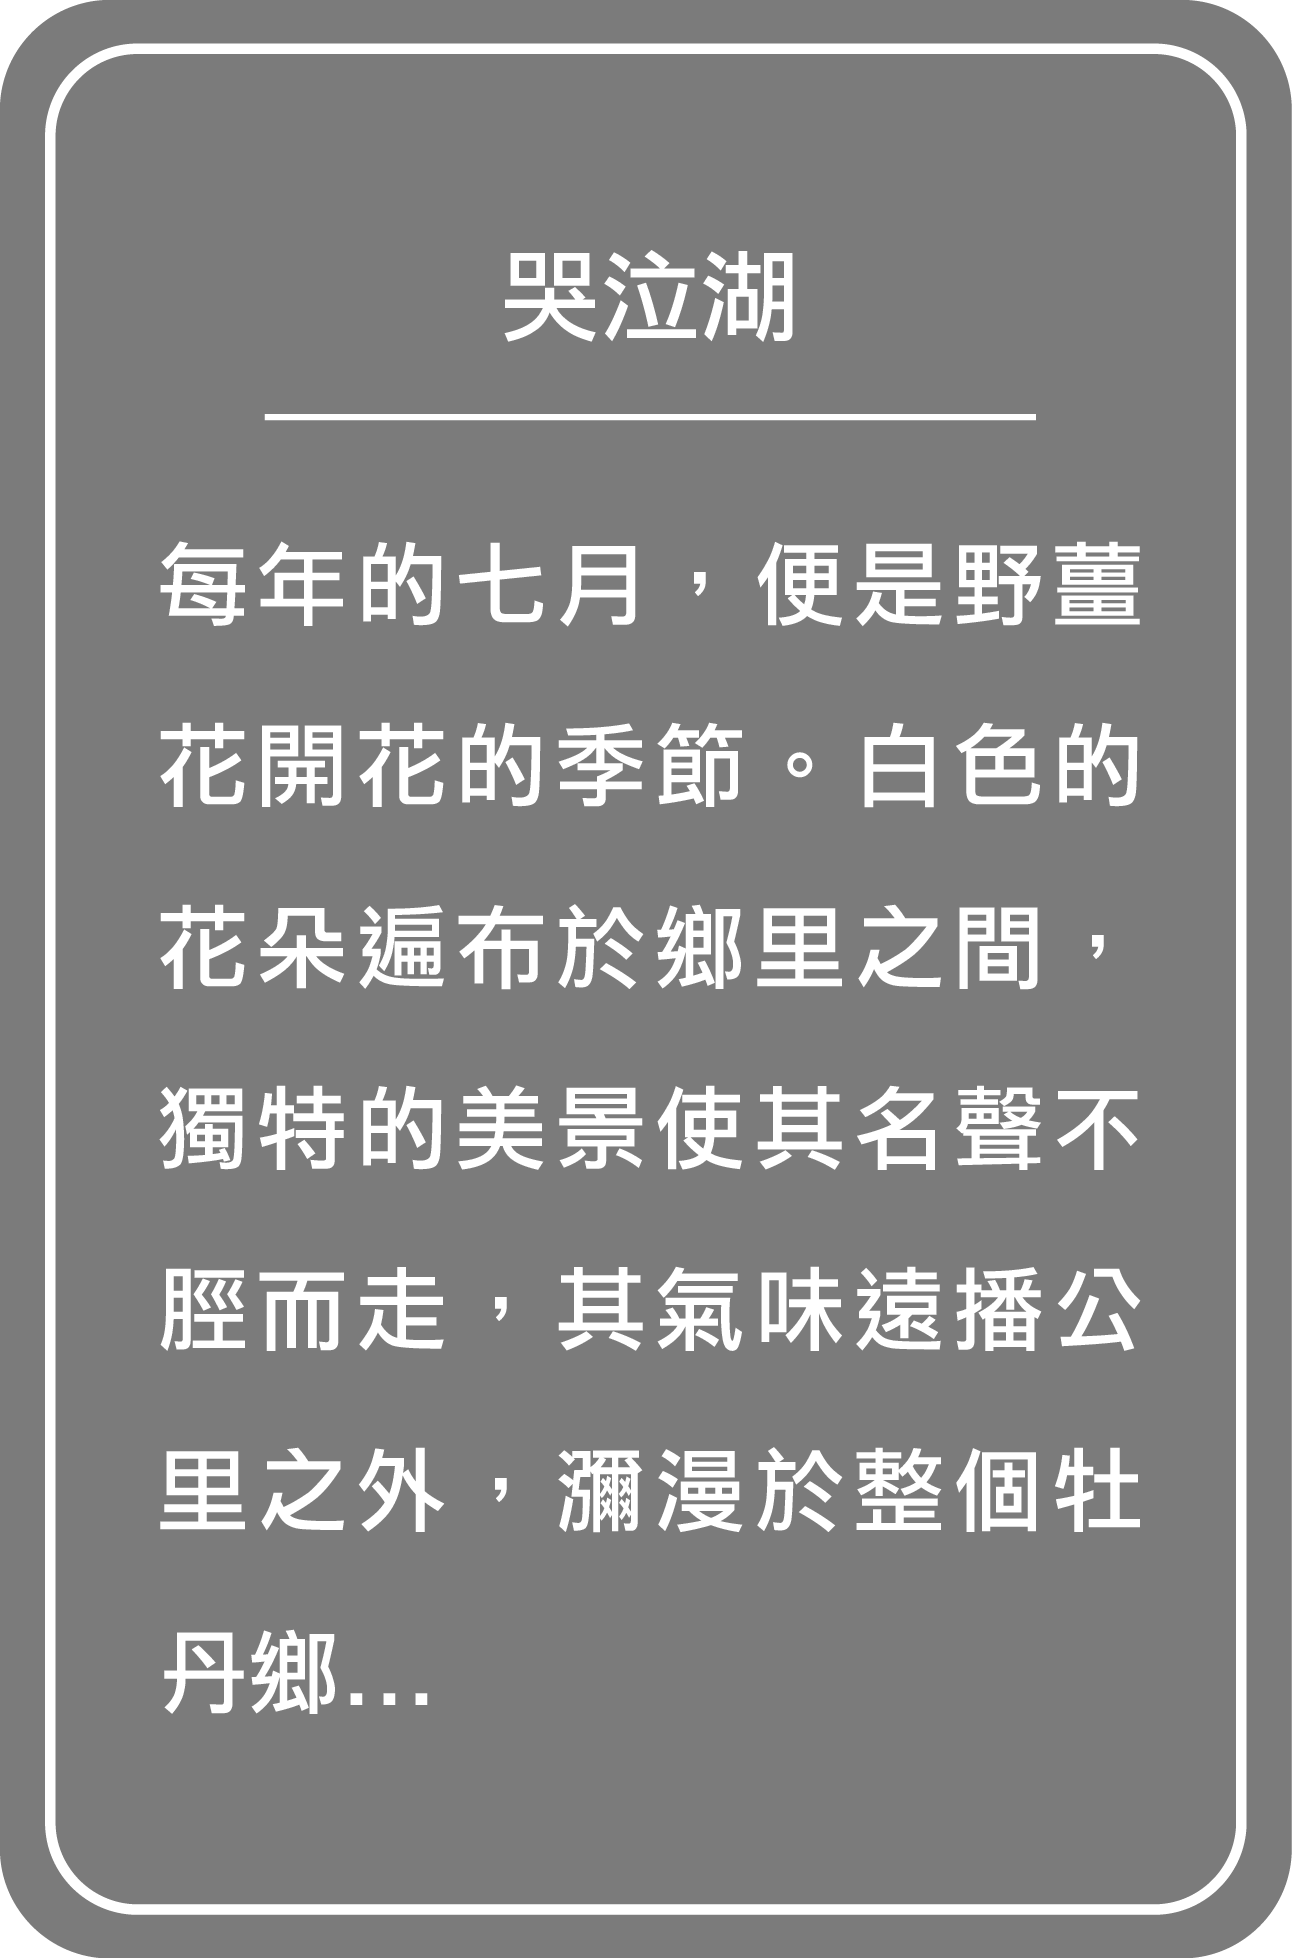 哭泣湖
每年的七月，便是野薑
花開花的季節。白色的
花朵遍布於鄉里之間，
獨特的美景使其名聲不
脛而走，其氣味遠播公
里之外，瀰漫於整個牡
丹鄉...